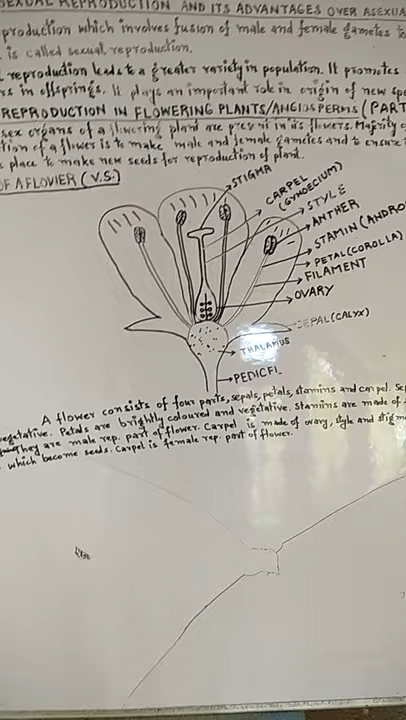 SEXUAL REPRODUCTION AND ITS ADVANTAGES OVER ASEXUA
production which involves fusion of male and female gametes to
is called sexual reproduction.
reproduction leads to a greater variety in population. It promotes
rs in offsprings. It plays an important role in origin of new spe
REPRODUCTION IN FLOWERING PLANTS/ANGIOSPERMS (PART
sex organs of a flowering plant are present in its flowers. Majority o
tion of a flower is to make male and female gametes and to ensure t
place to make new seeds for reproduction of plant.
OF A FLOWER (V.S.)
STIGMA
CARPEL
(GYNOECIUM)
STYLE
ANTHER
STAMIN (ANDRO
PETAL (COROLLA)
FILAMENT
OVARY
SEPAL (CALYX)
THALAMUS
PEDICEL
A flower consists of four parts, sepals, petals, stamins and carpel. Se
vegetative. Petals are brightly coloured and vegetative. Stamins are made of
They are male rep. part of flower. Carpel is made of ovary, style and stigm
which become seeds. Carpel is female rep. part of flower.